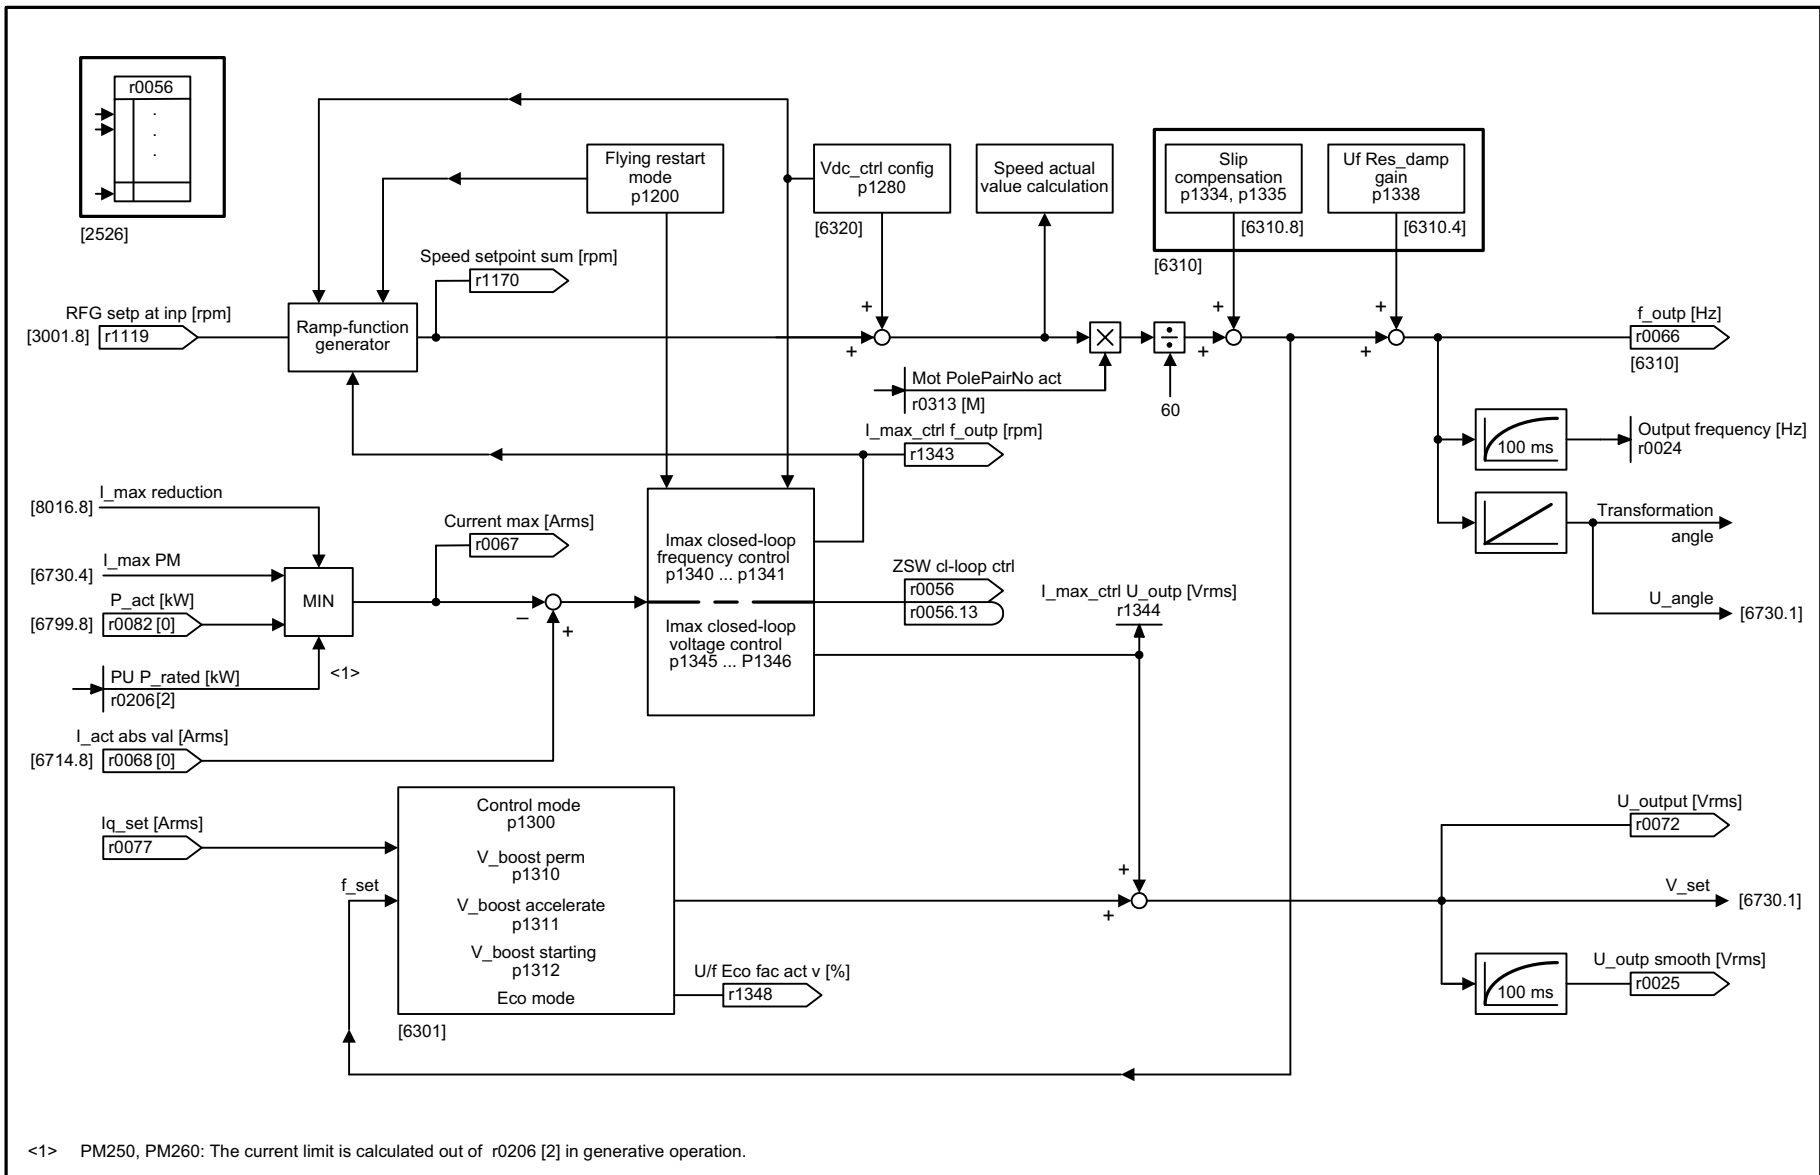 r0056
[2526]
Flying restart
mode
p1200
Vdc_ctrl config
p1280
[6320]
Speed actual
value calculation
Slip
compensation
p1334, p1335
[6310.8]
Uf Res_damp
gain
p1338
[6310.4]
[6310]
Speed setpoint sum [rpm]
r1170
RFG setp at inp [rpm]
[3001.8] r1119
Ramp-function
generator
+
+
+
+
+
+
Mot PolePairNo act
r0313 [M]
60
f_outp [Hz]
r0066
[6310]
I_max_ctrl f_outp [rpm]
r1343
100 ms
Output frequency [Hz]
r0024
Transformation
angle
U_angle
[6730.1]
I_max reduction
[8016.8]
I_max PM
[6730.4]
P_act [kW]
[6799.8] r0082 [0]
MIN
PU P_rated [kW]
r0206 [2]
<1>
Current max [Arms]
r0067
–
+
I_act abs val [Arms]
[6714.8] r0068 [0]
Imax closed-loop
frequency control
p1340 ... p1341
Imax closed-loop
voltage control
p1345 ... P1346
ZSW cl-loop ctrl
r0056
r0056.13
I_max_ctrl U_outp [Vrms]
r1344
Iq_set [Arms]
r0077
f_set
Control mode
p1300
V_boost perm
p1310
V_boost accelerate
p1311
V_boost starting
p1312
Eco mode
[6301]
U/f Eco fac act v [%]
r1348
+
+
U_output [Vrms]
r0072
V_set
[6730.1]
100 ms
U_outp smooth [Vrms]
r0025
<1> PM250, PM260: The current limit is calculated out of r0206 [2] in generative operation.